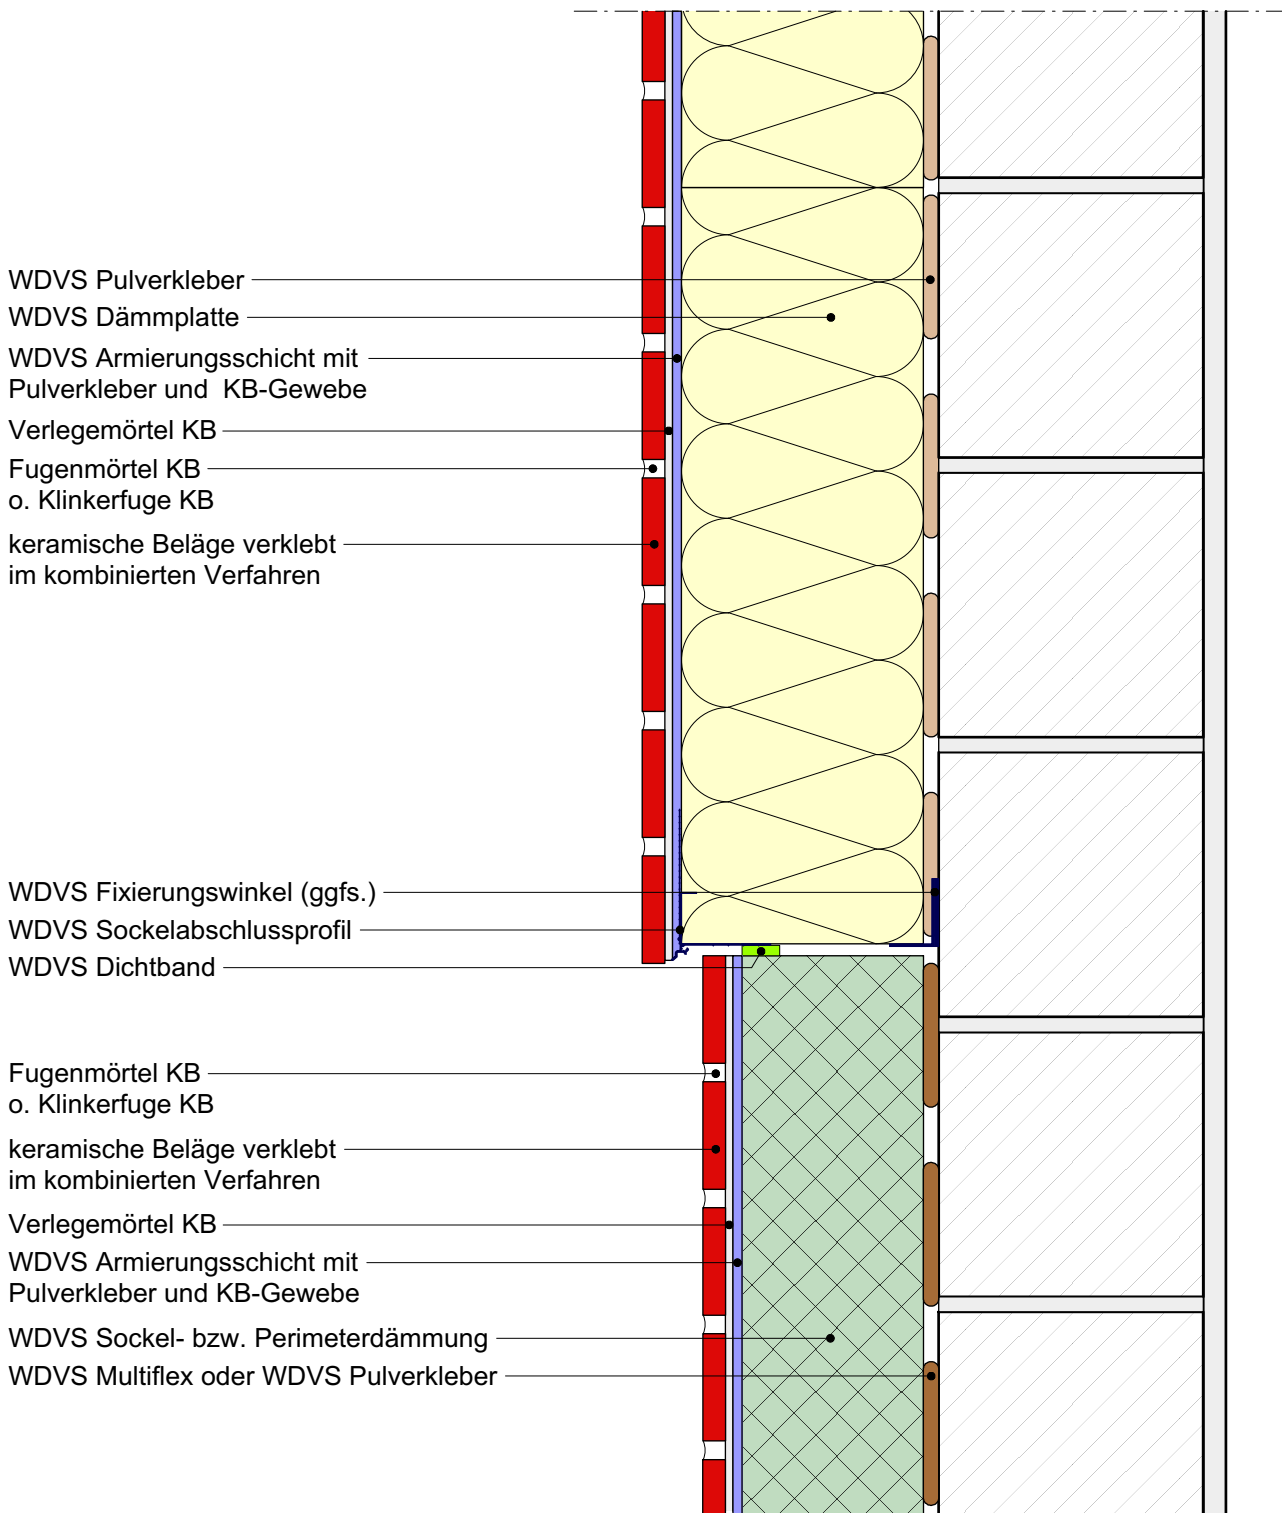 WDVS Pulverkleber
WDVS Dämmplatte
WDVS Armierungsschicht mit
Pulverkleber und KB-Gewebe
Verlegemörtel KB
Fugenmörtel KB
o. Klinkerfuge KB
keramische Beläge verklebt
im kombinierten Verfahren
WDVS Fixierungswinkel (ggfs.)
WDVS Sockelabschlussprofil
WDVS Dichtband
Fugenmörtel KB
o. Klinkerfuge KB
keramische Beläge verklebt
im kombinierten Verfahren
Verlegemörtel KB
WDVS Armierungsschicht mit
Pulverkleber und KB-Gewebe
WDVS Sockel- bzw. Perimeterdämmung
WDVS Multiflex oder WDVS Pulverkleber